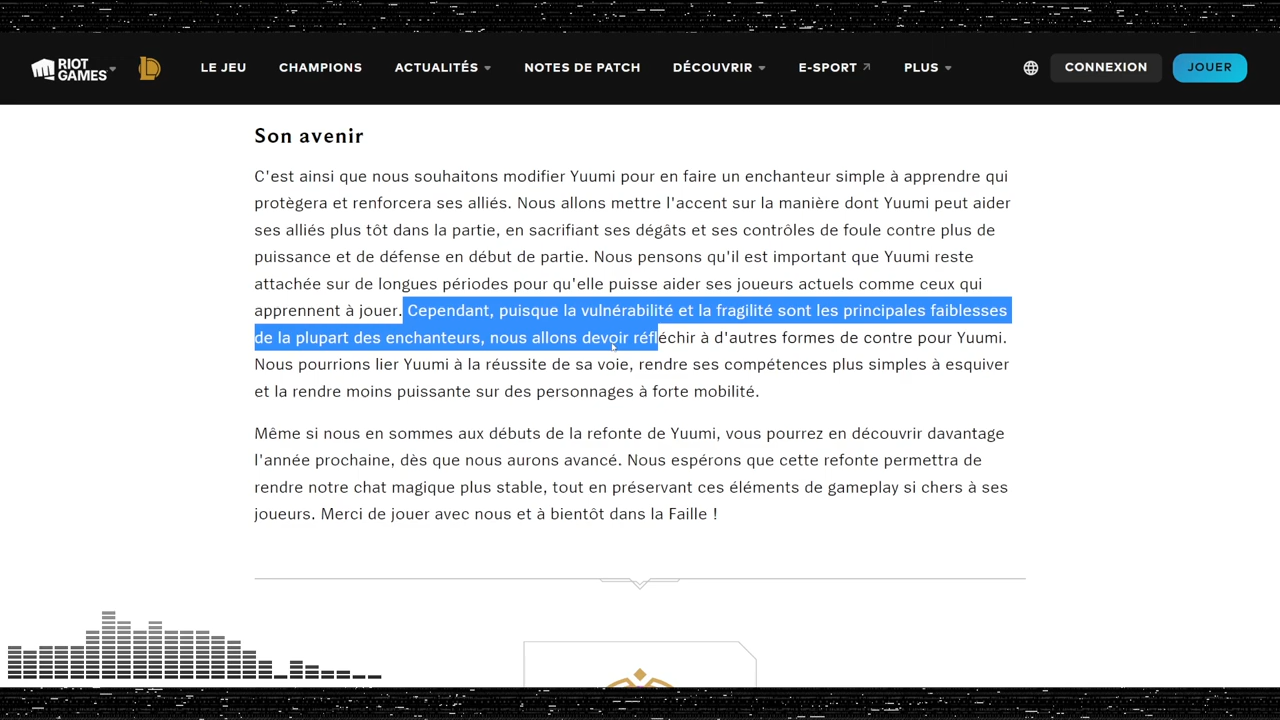 RIOT GAMES
LE JEU CHAMPIONS ACTUALITÉS NOTES DE PATCH DÉCOUVRIR E-SPORT PLUS CONNEXION JOUER
Son avenir
C'est ainsi que nous souhaitons modifier Yuumi pour en faire un enchanteur simple à apprendre qui
protègera et renforcera ses alliés. Nous allons mettre l'accent sur la manière dont Yuumi peut aider
ses alliés plus tôt dans la partie, en sacrifiant ses dégâts et ses contrôles de foule contre plus de
puissance et de défense en début de partie. Nous pensons qu'il est important que Yuumi reste
attachée sur de longues périodes pour qu'elle puisse aider ses joueurs actuels comme ceux qui
apprennent à jouer. Cependant, puisque la vulnérabilité et la fragilité sont les principales faiblesses
de la plupart des enchanteurs, nous allons devoir réfléchir à d'autres formes de contre pour Yuumi.
Nous pourrions lier Yuumi à la réussite de sa voie, rendre ses compétences plus simples à esquiver
et la rendre moins puissante sur des personnages à forte mobilité.
Même si nous en sommes aux débuts de la refonte de Yuumi, vous pourrez en découvrir davantage
l'année prochaine, dès que nous aurons avancé. Nous espérons que cette refonte permettra de
rendre notre chat magique plus stable, tout en préservant ces éléments de gameplay si chers à ses
joueurs. Merci de jouer avec nous et à bientôt dans la Faille !